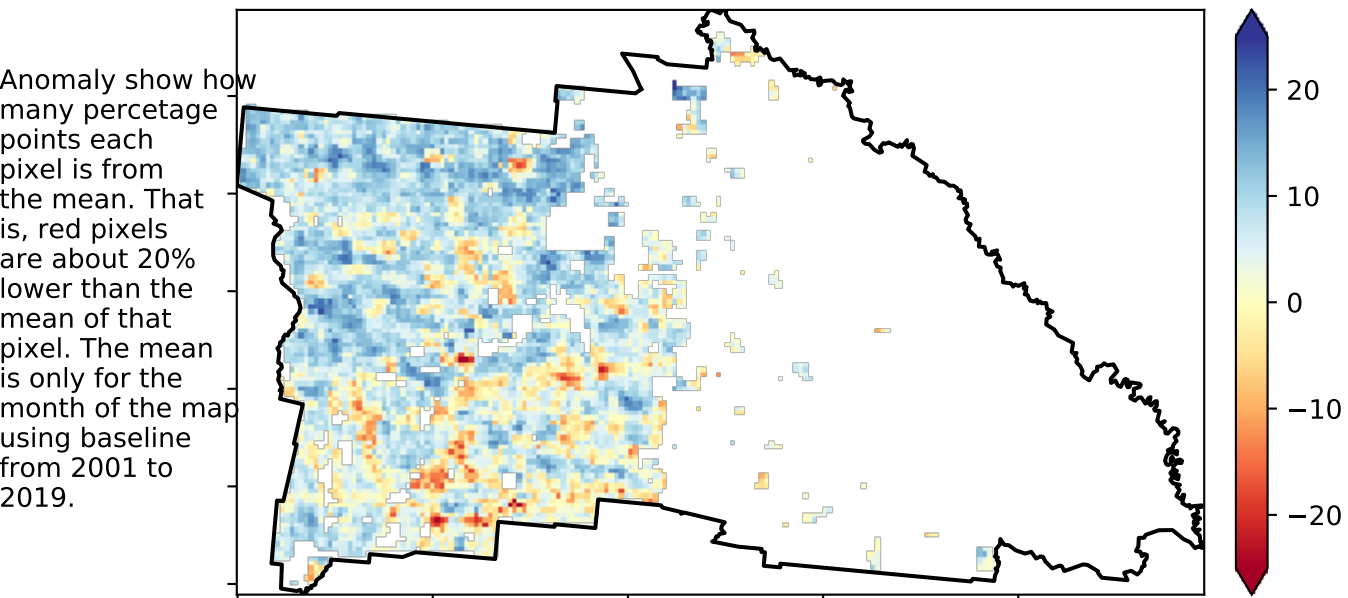 Anomaly show how
many percetage
points each
pixel is from
the mean. That
is, red pixels
are about 20%
lower than the
mean of that
pixel. The mean
is only for the
month of the map
using baseline
from 2001 to
2019.
20
10
0
−10
−20